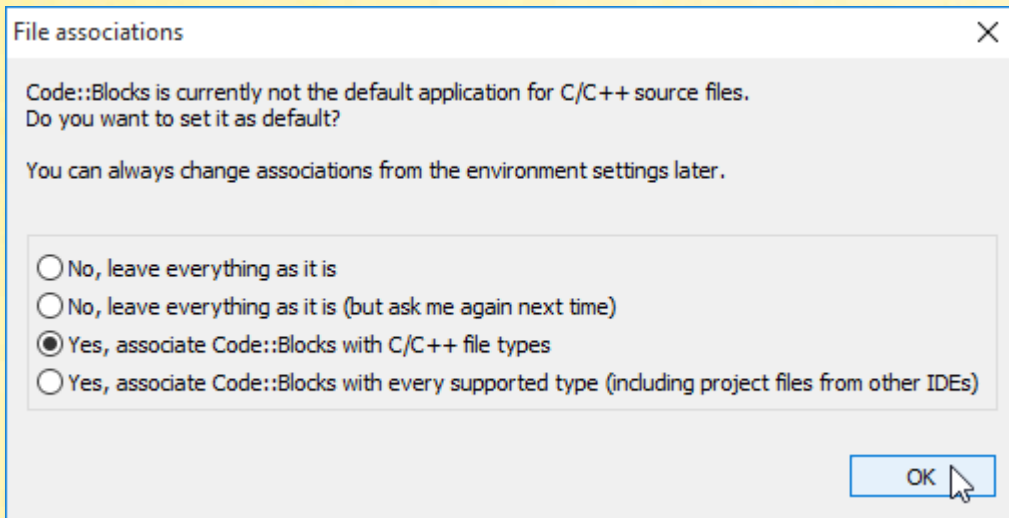 File associations
Code::Blocks is currently not the default application for C/C++ source files.
Do you want to set it as default?
You can always change associations from the environment settings later.
No, leave everything as it is
No, leave everything as it is (but ask me again next time)
Yes, associate Code::Blocks with C/C++ file types
Yes, associate Code::Blocks with every supported type (including project files from other IDEs)
OK